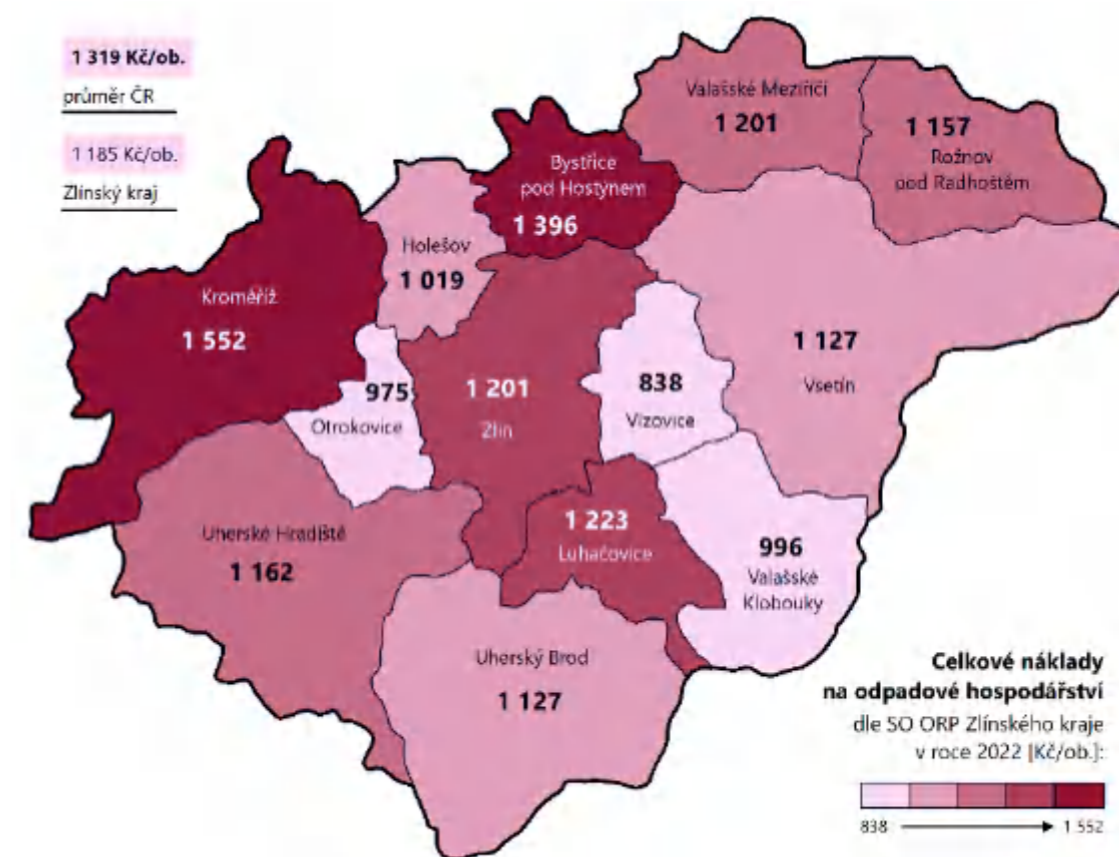 1 319 Kč/ob.
průměr ČR
1 185 Kč/ob.
Zlínský kraj
Valašské Meziříčí
1 201
1 157
Rožnov
pod Radhoštěm
Bystřice
pod Hostýnem
1 396
Holešov
1 019
Kroměříž
1 552
1 127
Vsetín
975
Otrokovice
1 201
Zlín
838
Vizovice
Uherské Hradiště
1 162
1 223
Luhačovice
996
Valašské
Klobouky
Uherský Brod
1 127
Celkové náklady
na odpadové hospodářství
dle SO ORP Zlínského kraje
v roce 2022 [Kč/ob.]:
838
1 552